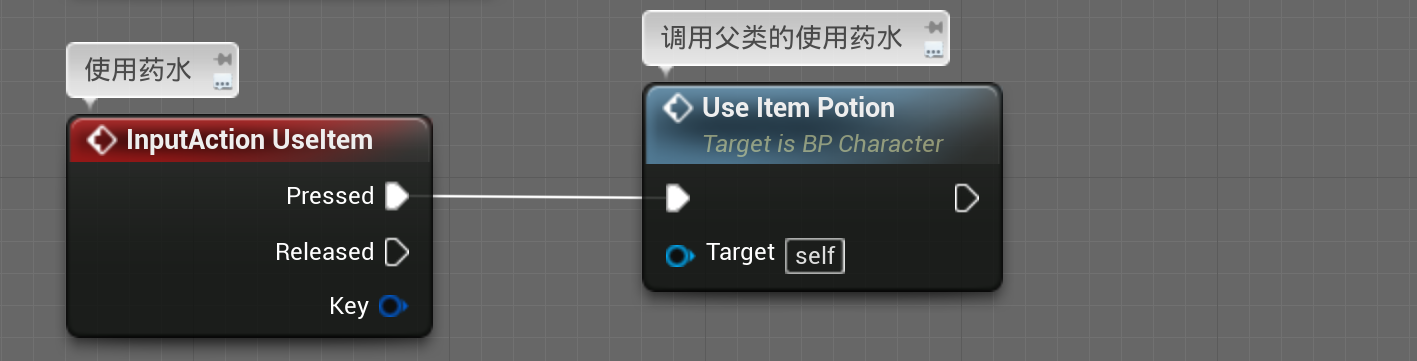 使用药水
InputAction UseItem
Pressed
Released
Key
调用父类的使用药水
Use Item Potion
Target is BP Character
Target self